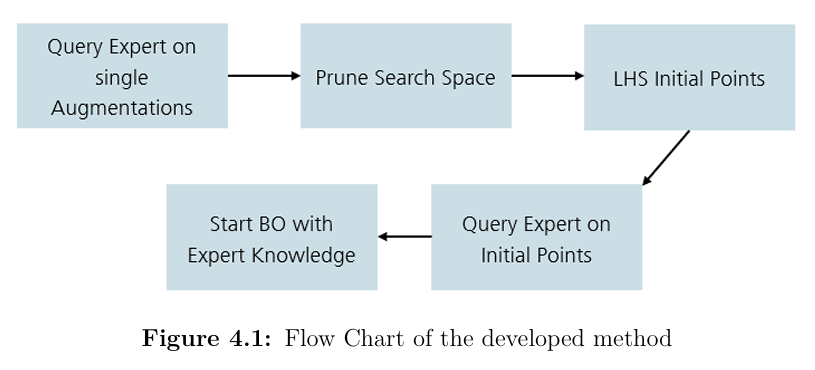 Query Expert on
single
Augmentations
Prune Search Space
LHS Initial Points
Query Expert on
Initial Points
Start BO with
Expert Knowledge
Figure 4.1: Flow Chart of the developed method